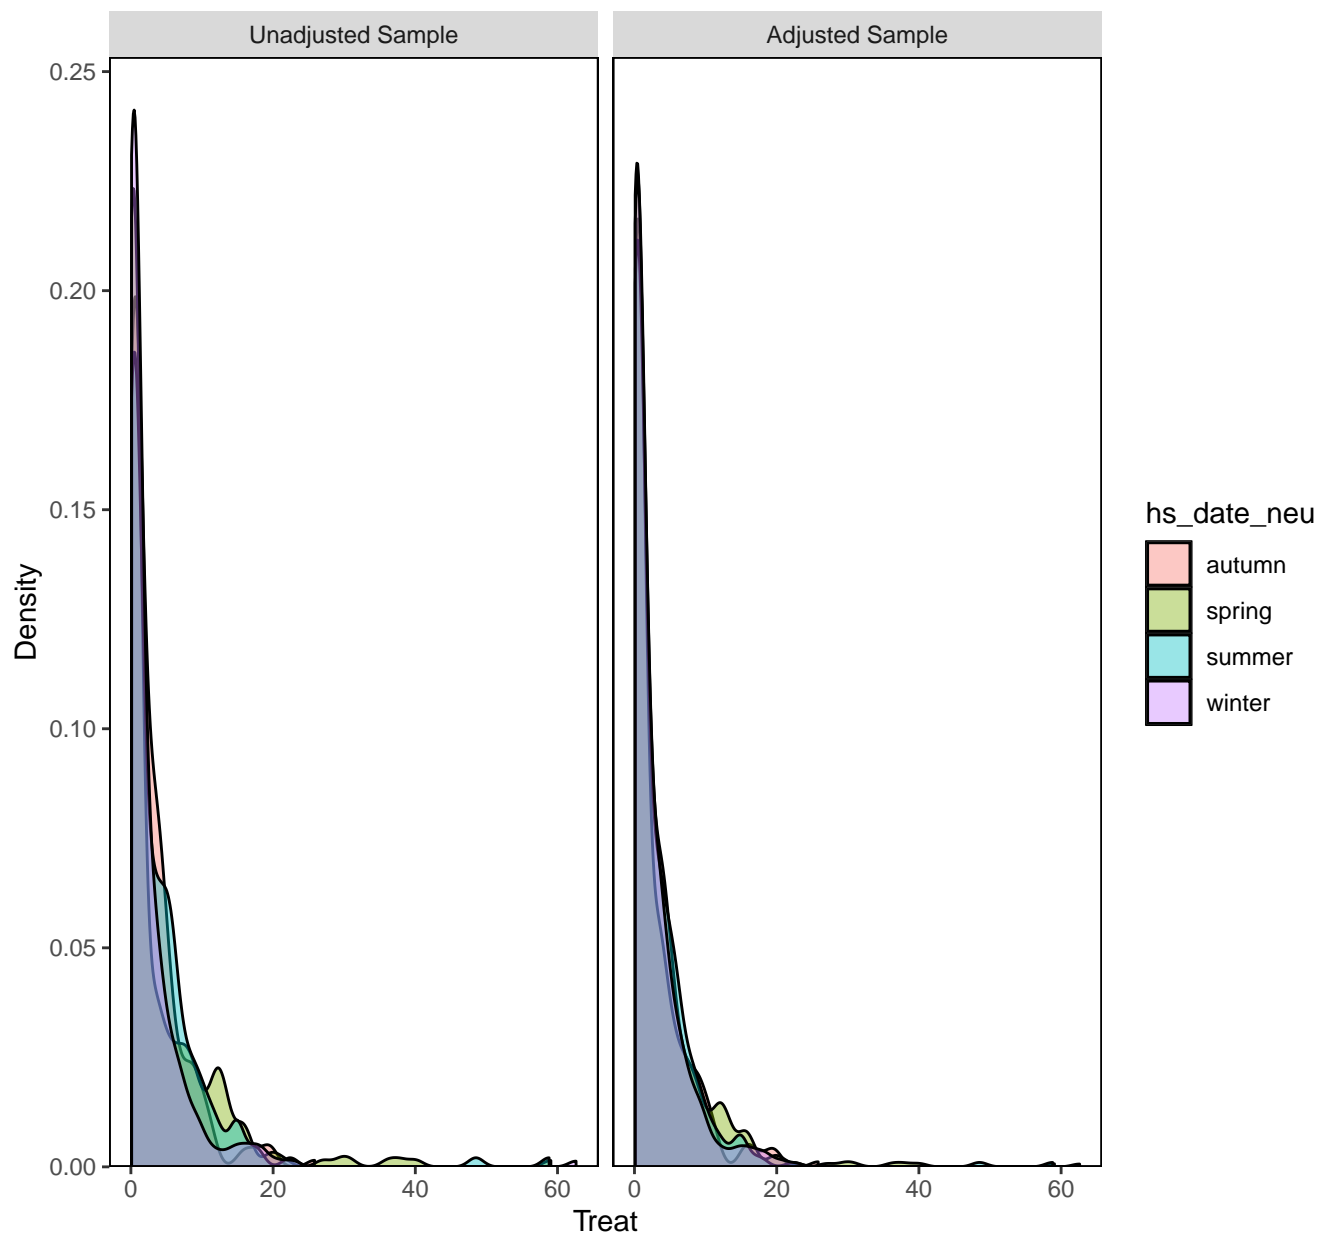 Unadjusted Sample
Adjusted Sample
0.25
0.20
0.15
0.10
0.05
0.00
Density
0 20 40 60
0 20 40 60
Treat
hs_date_neu
autumn
spring
summer
winter